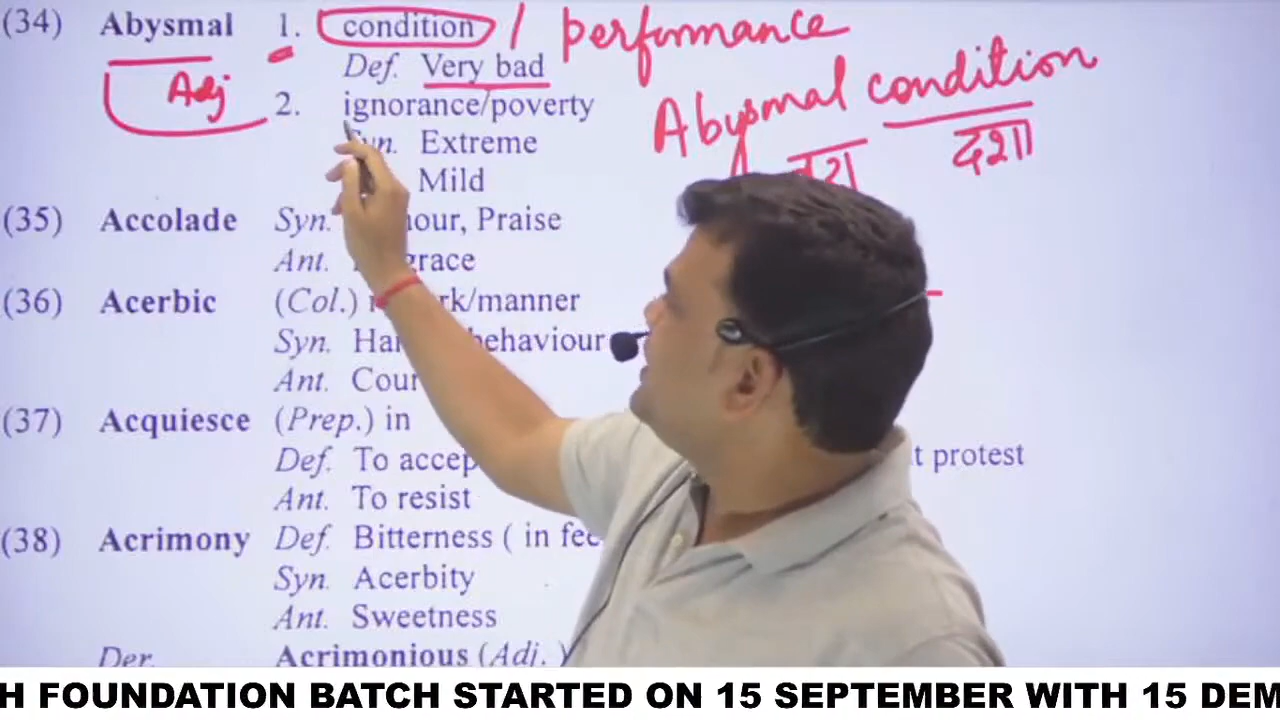 (34) Abysmal 1. condition / performance
Adj Def. Very bad
Abysmal condition
दशा
2. ignorance/poverty
Syn. Extreme
Mild
(35) Accolade Syn. Praise
Ant.
(36) Acerbic (Col.) /manner
Syn. behaviour
Ant.
(37) Acquiesce (Prep.) in
Def. To protest
Ant. To resist
(38) Acrimony Def. Bitterness ( in
Syn. Acerbity
Ant. Sweetness
Der. Acrimonious (Adj. )
H FOUNDATION BATCH STARTED ON 15 SEPTEMBER WITH 15 DEM